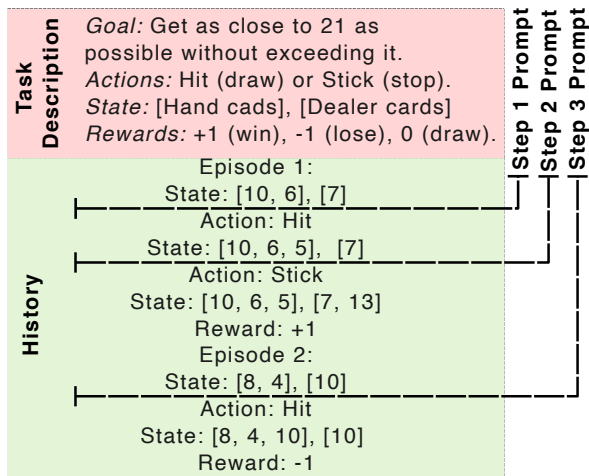 Task Description
Goal: Get as close to 21 as
possible without exceeding it.
Actions: Hit (draw) or Stick (stop).
State: [Hand cads], [Dealer cards]
Rewards: +1 (win), -1 (lose), 0 (draw).
Step 1 Prompt
Step 2 Prompt
Step 3 Prompt
History
Episode 1:
State: [10, 6], [7]
Action: Hit
State: [10, 6, 5], [7]
Action: Stick
State: [10, 6, 5], [7, 13]
Reward: +1
Episode 2:
State: [8, 4], [10]
Action: Hit
State: [8, 4, 10], [10]
Reward: -1